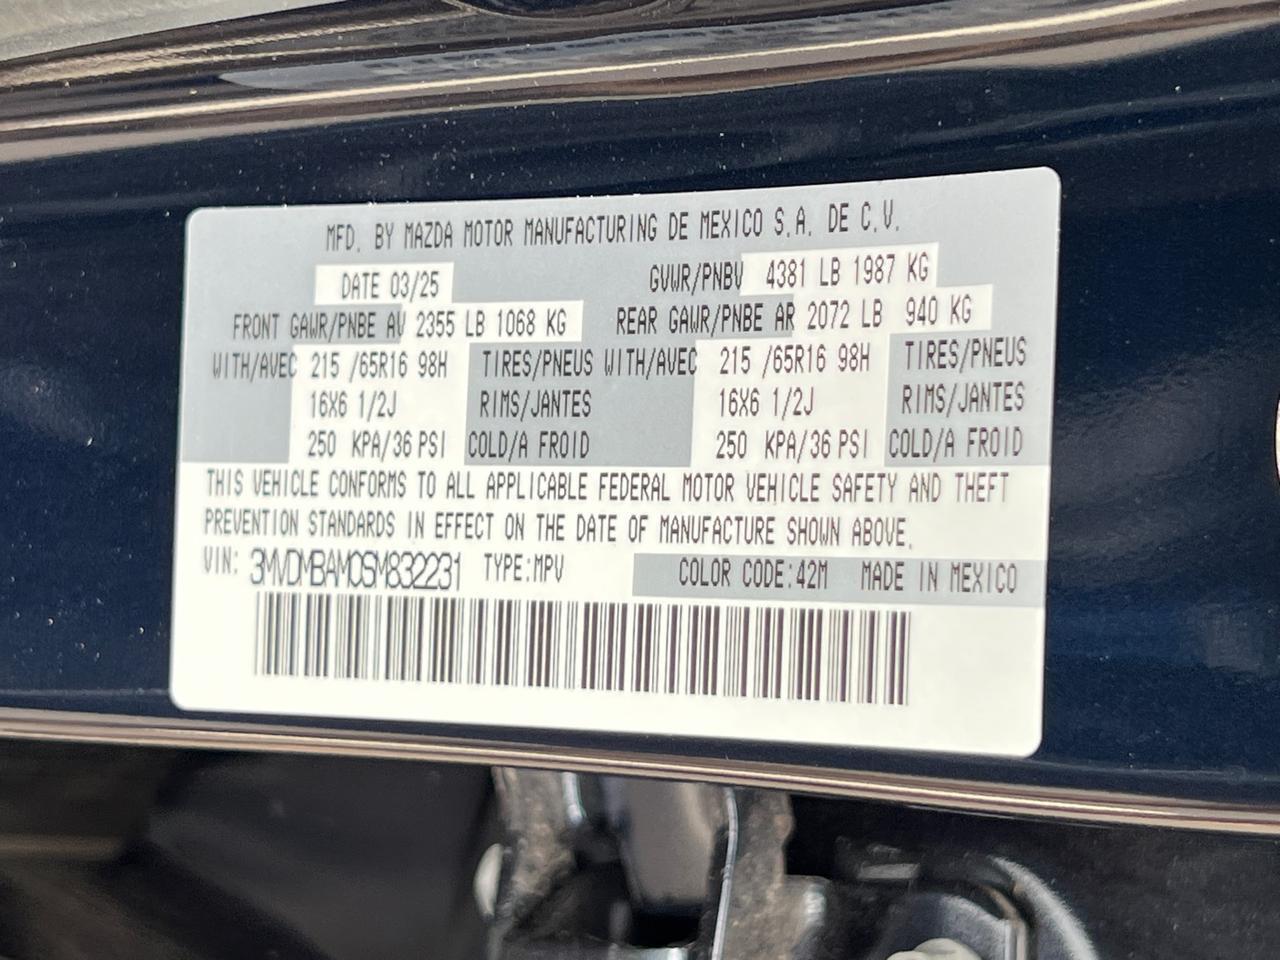 MFD. BY MAZDA MOTOR MANUFACTURING DE MEXICO S.A. DE C.V.
DATE 03/25 GVWR/PNBV 4381 LB 1987 KG
FRONT GAWR/PNBE AV 2355 LB 1068 KG REAR GAWR/PNBE AR 2072 LB 940 KG
WITH/AVEC 215 /65R16 98H TIRES/PNEUS WITH/AVEC 215 /65R16 98H TIRES/PNEUS
16X6 1/2J RIMS/JANTES 16X6 1/2J RIMS/JANTES
250 KPA/36 PSI COLD/A FROID 250 KPA/36 PSI COLD/A FROID
THIS VEHICLE CONFORMS TO ALL APPLICABLE FEDERAL MOTOR VEHICLE SAFETY AND THEFT
PREVENTION STANDARDS IN EFFECT ON THE DATE OF MANUFACTURE SHOWN ABOVE.
VIN: 3MVDMBAM0SM832231 TYPE:MPV COLOR CODE:42M MADE IN MEXICO